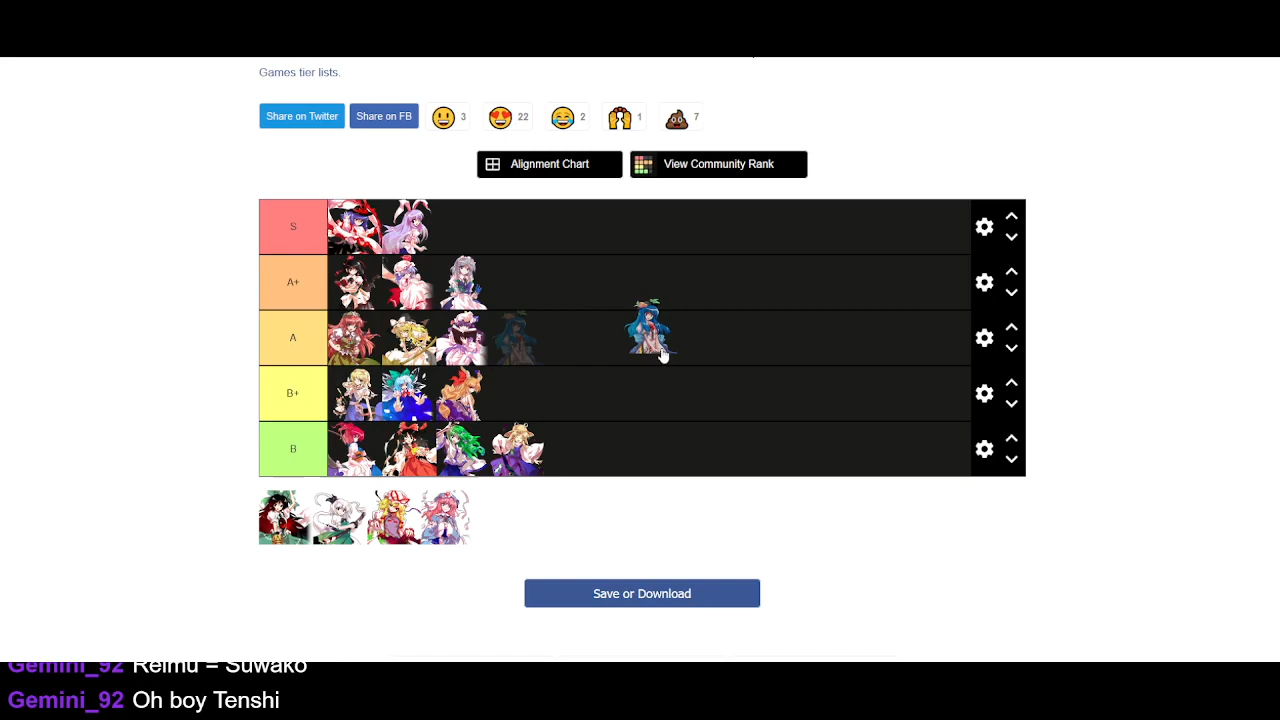 Games tier lists.
Share on Twitter
Share on FB
3
22
2
1
7
Alignment Chart
View Community Rank
S
A+
A
B+
B
Save or Download
Gemini_92 Reimu = Suwako
Gemini_92 Oh boy Tenshi